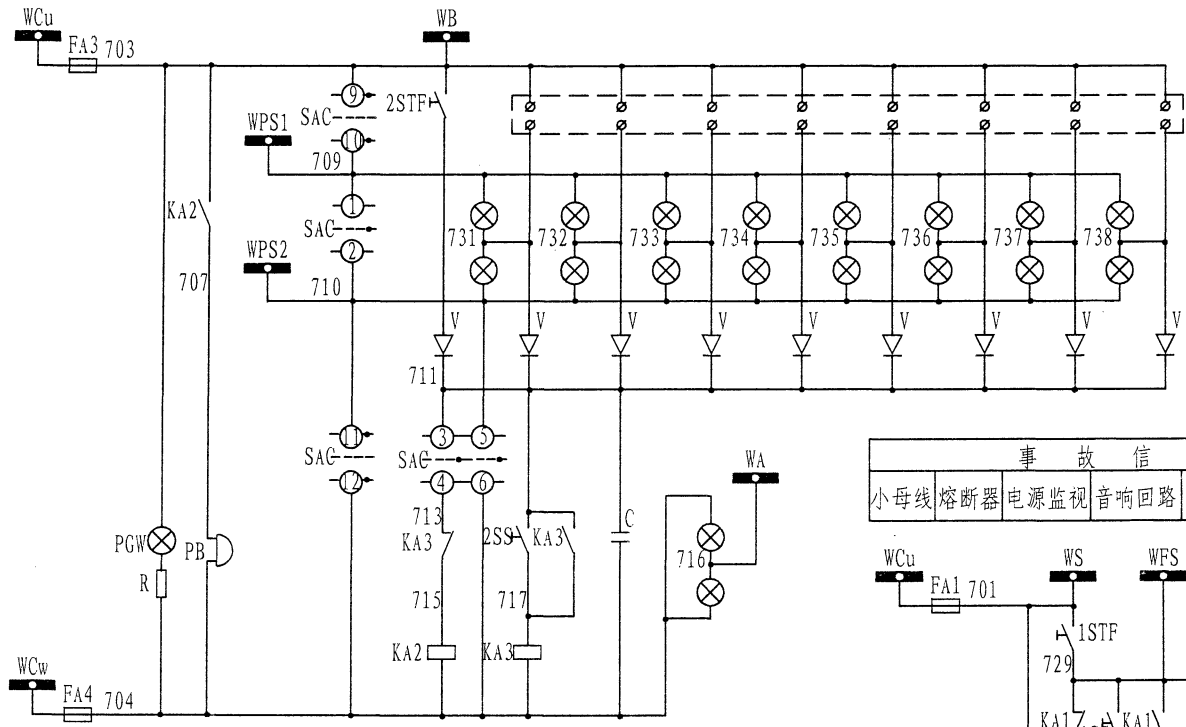 WCu
FA3 703
WB
2STF
9
SAC
10
WPS1
709
1
SAC
2
WPS2
710
KA2
707
731 732 733 734 735 736 737 738
V V V V V V V V V
711
11
SAC
12
3 5
SAC
4 6
713
KA3
2SS KA3
C
715
717
KA2
KA3
PGW
PB
R
WA
716
WCw
FA4 704
事故信
小母线 熔断器 电源监视 音响回路
WCu
FA1 701
WS
WFS
1STF
729
KA1 KA1